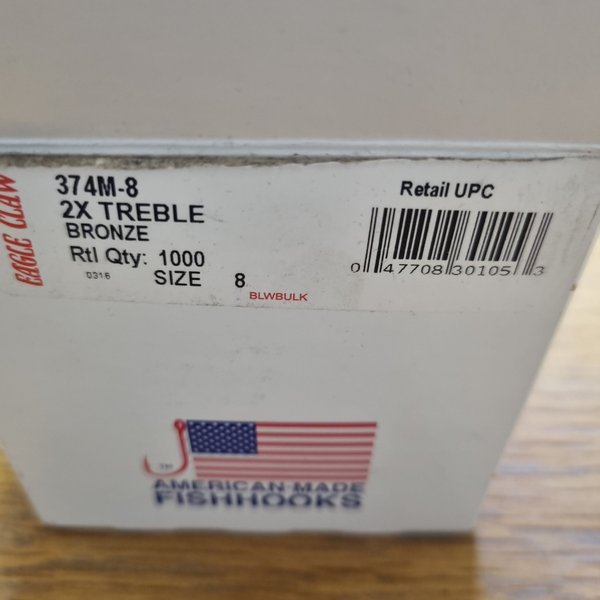 EAGLE CLAW
374M-8
2X TREBLE
BRONZE
Rtl Qty: 1000
0316 SIZE 8
BLWBULK
Retail UPC
0 47708 30105 3
TM
AMERICAN MADE
FISHHOOKS